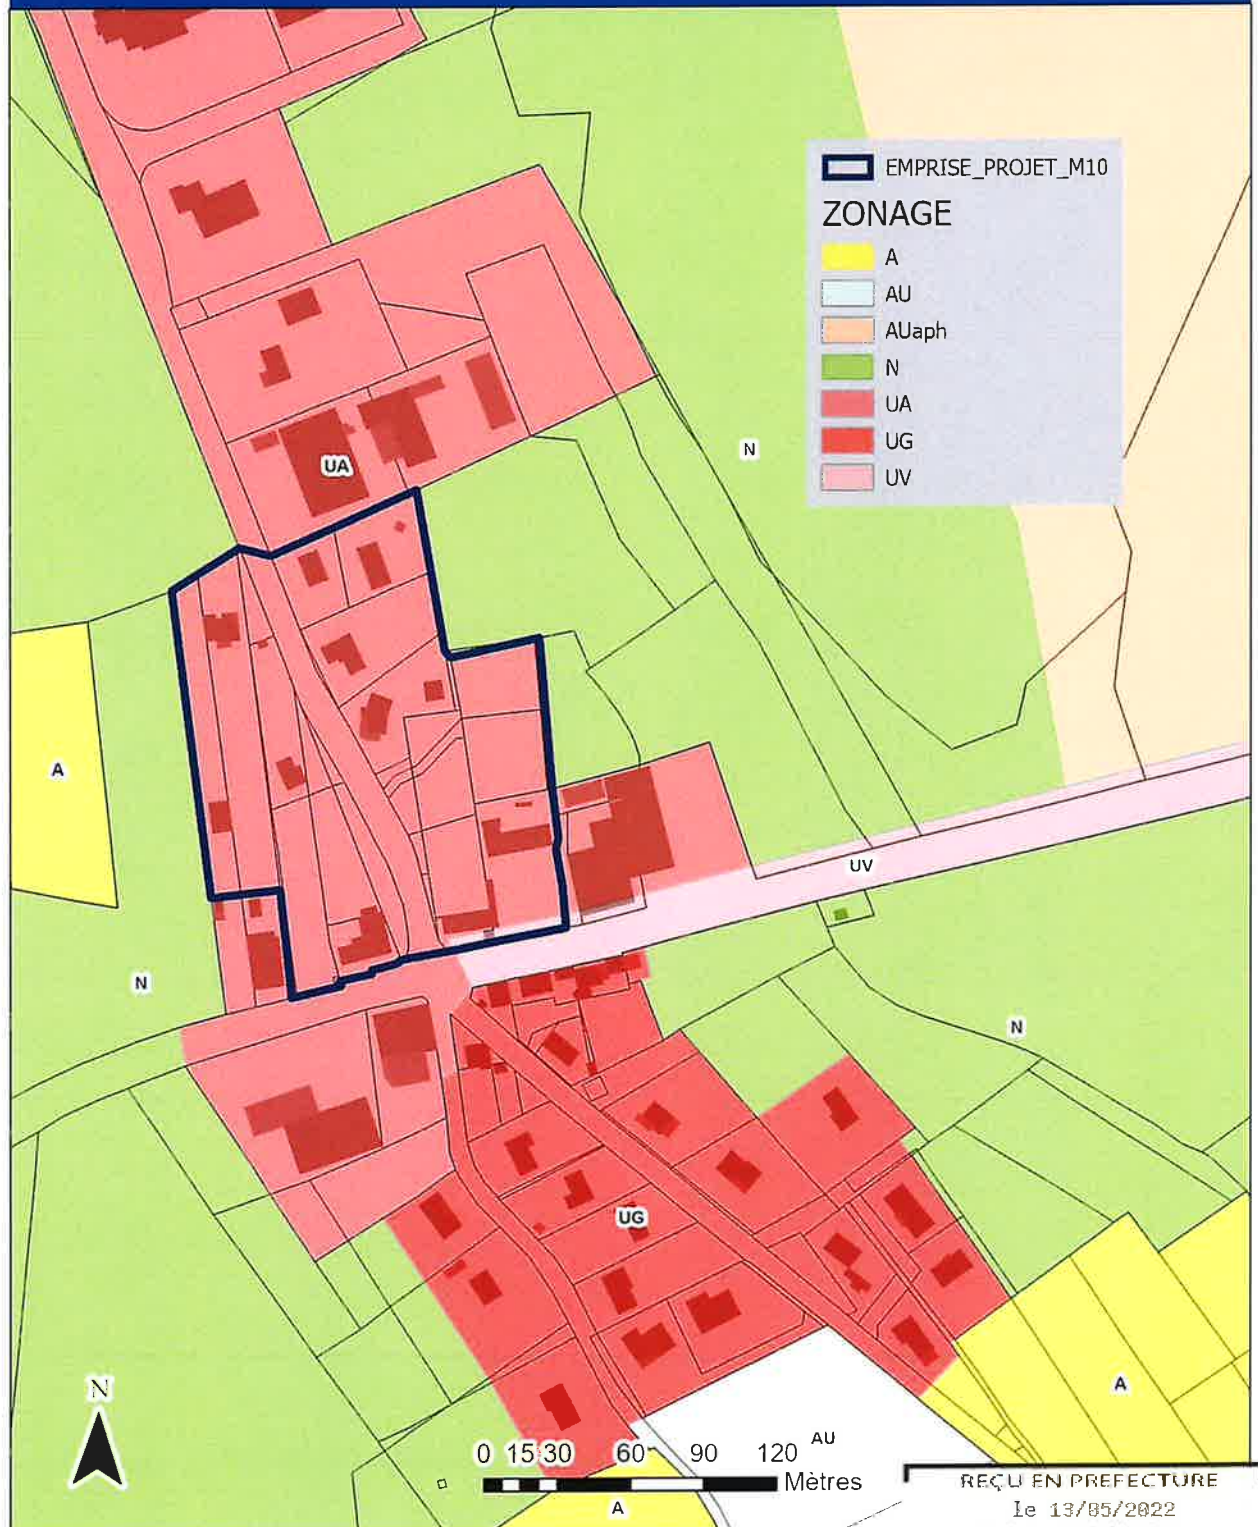 EMPRISE_PROJET_M10
ZONAGE
A
AU
AUaph
N
UA
UG
UV
N
UA
A
UV
N
N
UG
A
N
0 15 30 60 90 120
Mètres
AU
A
REÇU EN PREFECTURE
le 13/05/2022